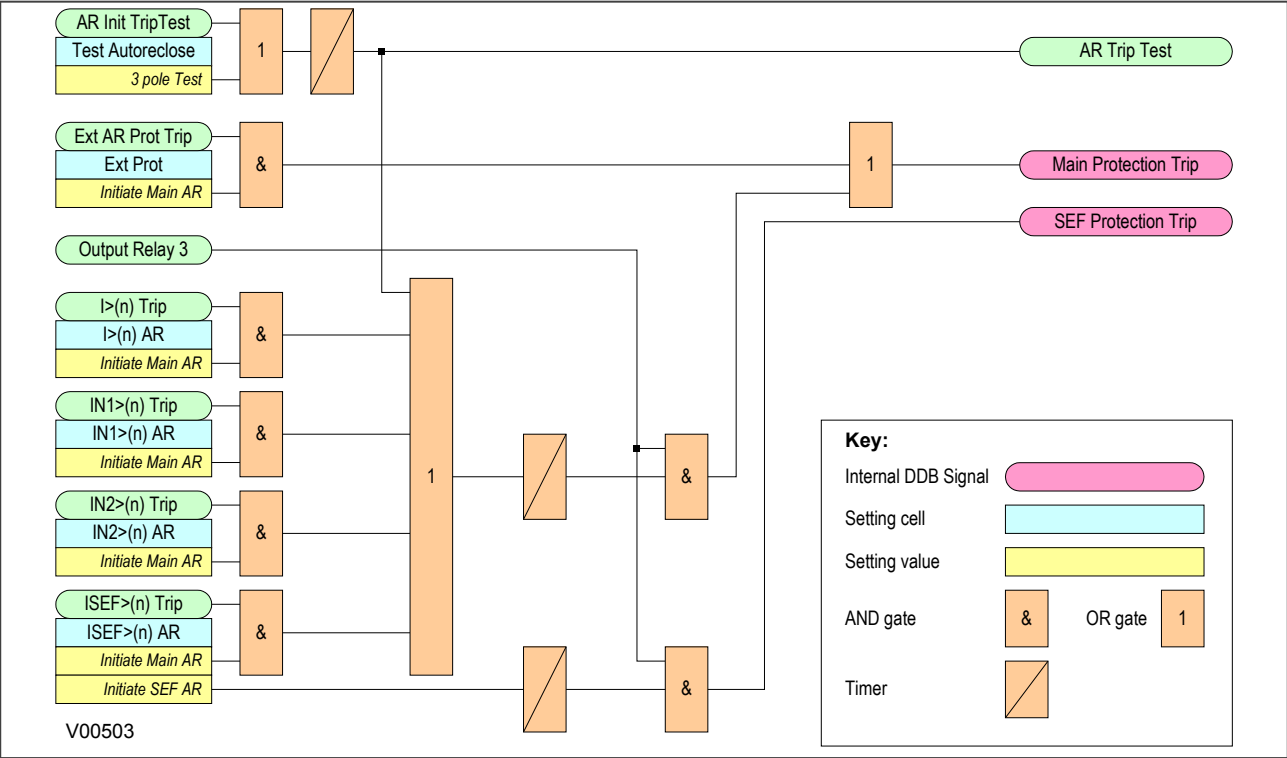 AR Init TripTest
Test Autoreclose
3 pole Test
1
AR Trip Test
Ext AR Prot Trip
Ext Prot
Initiate Main AR
&
1
Main Protection Trip
SEF Protection Trip
Output Relay 3
I>(n) Trip
I>(n) AR
Initiate Main AR
&
IN1>(n) Trip
IN1>(n) AR
Initiate Main AR
&
IN2>(n) Trip
IN2>(n) AR
Initiate Main AR
&
ISEF>(n) Trip
ISEF>(n) AR
Initiate Main AR
Initiate SEF AR
&
1
&
&
Key:
Internal DDB Signal
Setting cell
Setting value
AND gate & OR gate 1
Timer
V00503